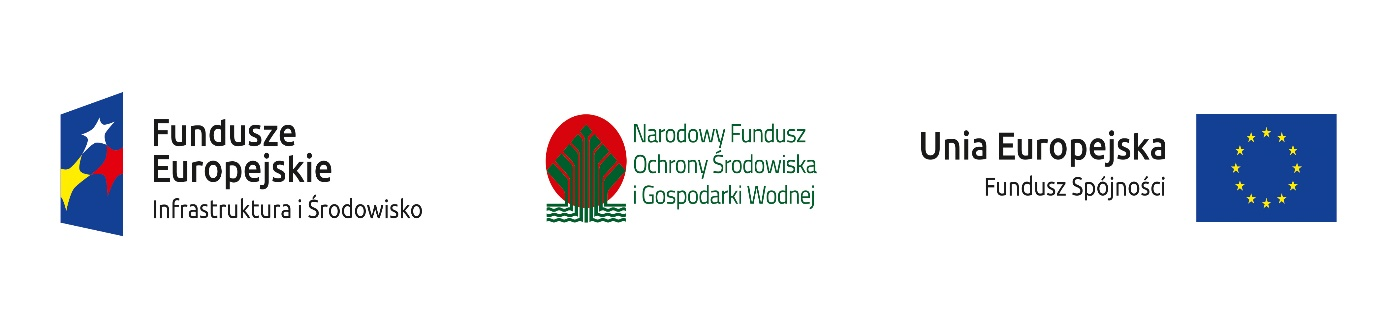 Fundusze
Europejskie
Infrastruktura i Środowisko
Narodowy Fundusz
Ochrony Środowiska
i Gospodarki Wodnej
Unia Europejska
Fundusz Spójności